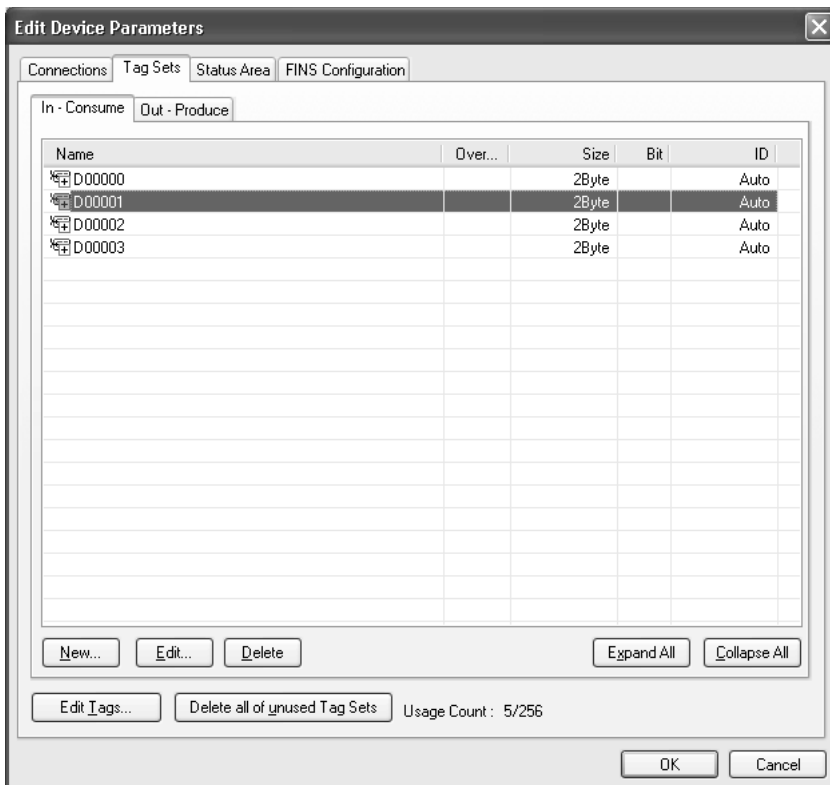 Edit Device Parameters
Connections Tag Sets Status Area FINS Configuration
In - Consume Out - Produce
Name Over... Size Bit ID
D00000 2Byte Auto
D00001 2Byte Auto
D00002 2Byte Auto
D00003 2Byte Auto
New... Edit... Delete Expand All Collapse All
Edit Tags... Delete all of unused Tag Sets Usage Count : 5/256
OK Cancel